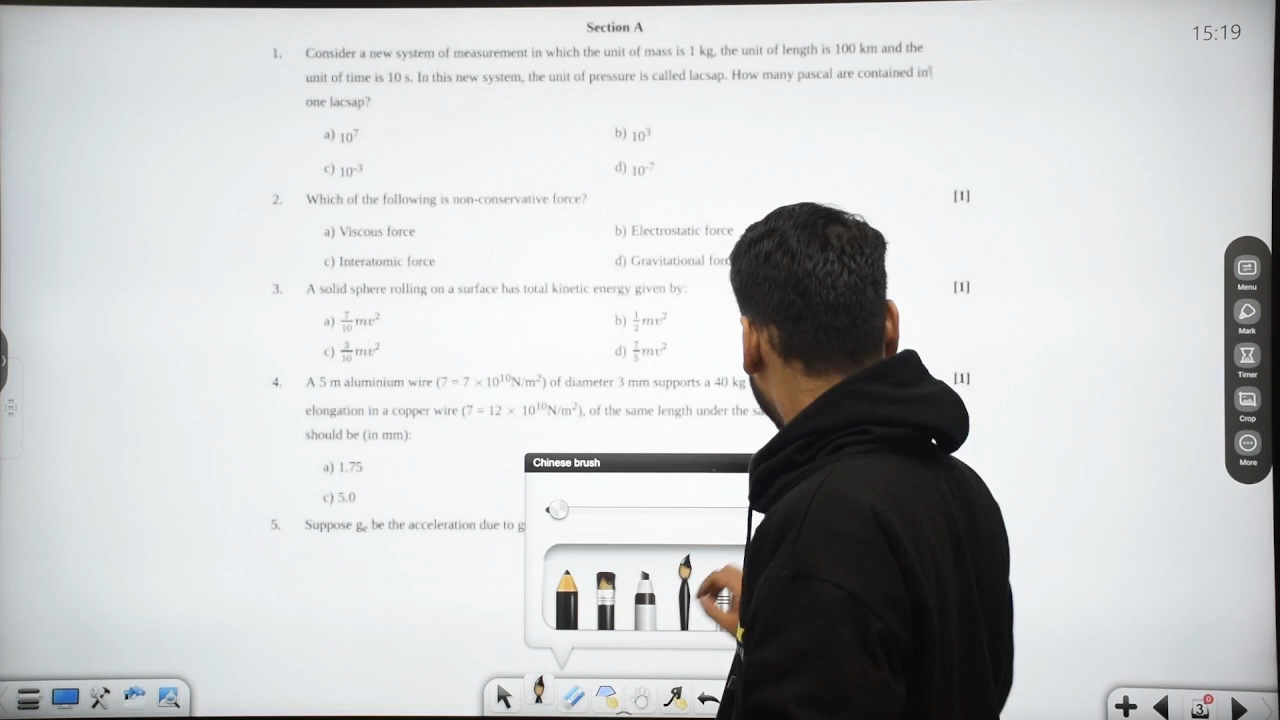 Section A
15:19
1. Consider a new system of measurement in which the unit of mass is 1 kg, the unit of length is 100 km and the
unit of time is 10 s. In this new system, the unit of pressure is called lacsap. How many pascal are contained in
one lacsap?
a) 10⁷ b) 10³
c) 10⁻³ d) 10⁻⁷
2. Which of the following is non-conservative force? [1]
a) Viscous force b) Electrostatic force
c) Interatomic force d) Gravitational
3. A solid sphere rolling on a surface has total kinetic energy given by: [1]
a) 7/10 mv² b) 1/2 mv²
c) 3/10 mv² d) 7/5 mv²
4. A 5 m aluminium wire (7 = 7 × 10¹⁰N/m²) of diameter 3 mm supports a 40 kg [1]
elongation in a copper wire (7 = 12 × 10¹⁰N/m²), of the same length under the
should be (in mm):
a) 1.75
c) 5.0
5. Suppose gₑ be the acceleration due to
Chinese brush
Menu
Mark
Timer
Crop
More
3
0